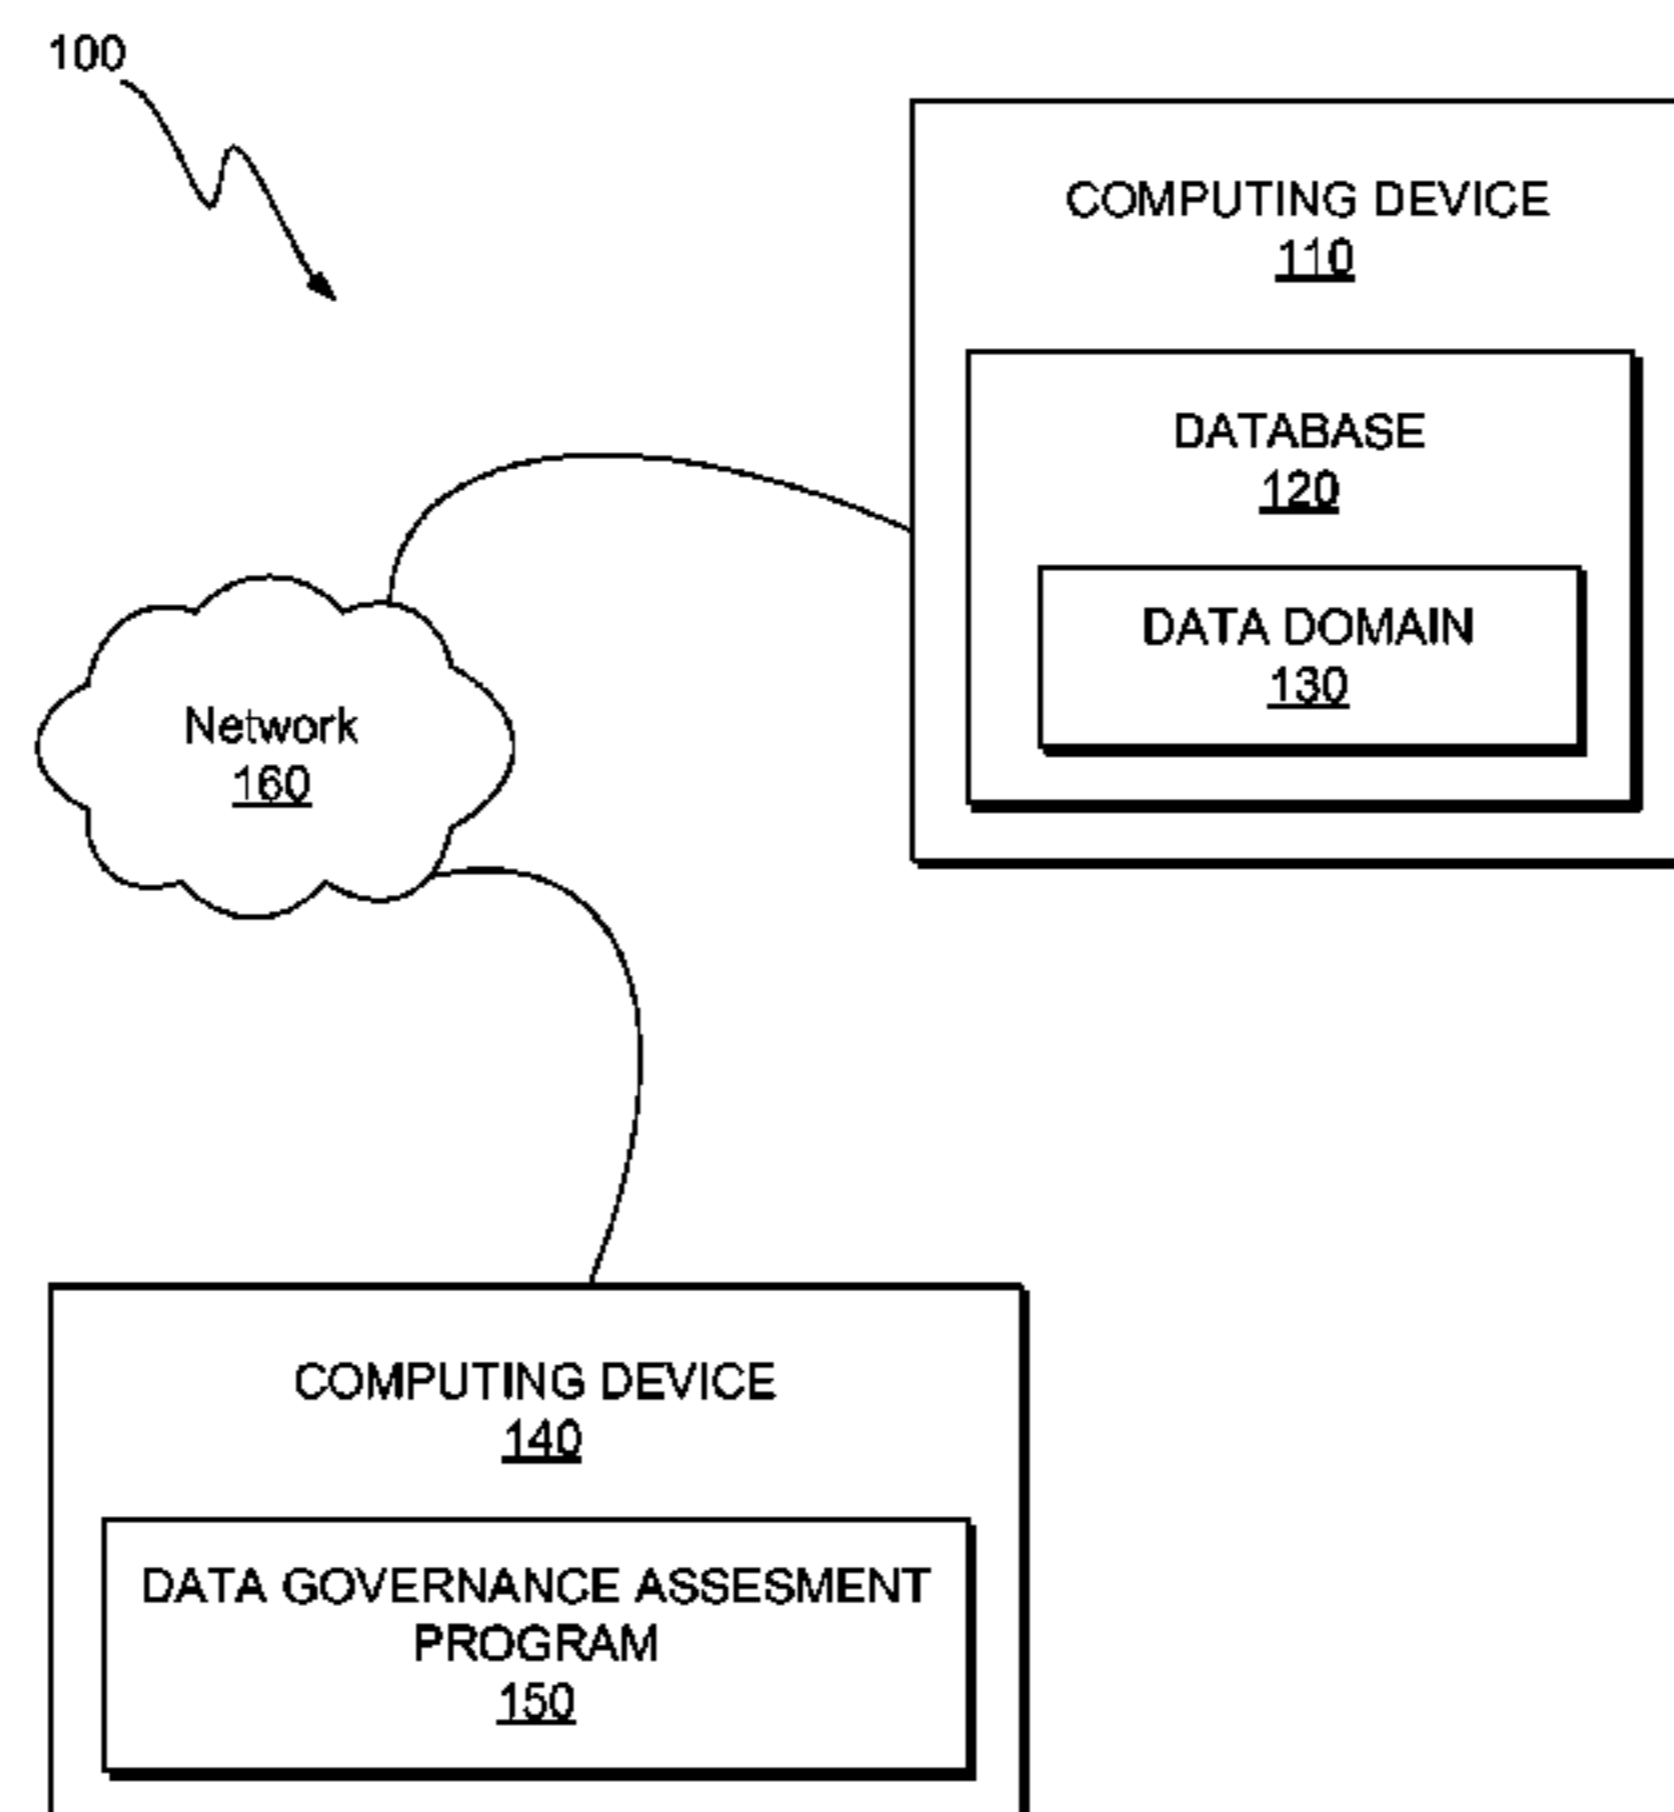 100
COMPUTING DEVICE
110
DATABASE
120
DATA DOMAIN
130
Network
160
COMPUTING DEVICE
140
DATA GOVERNANCE ASSESMENT
PROGRAM
150